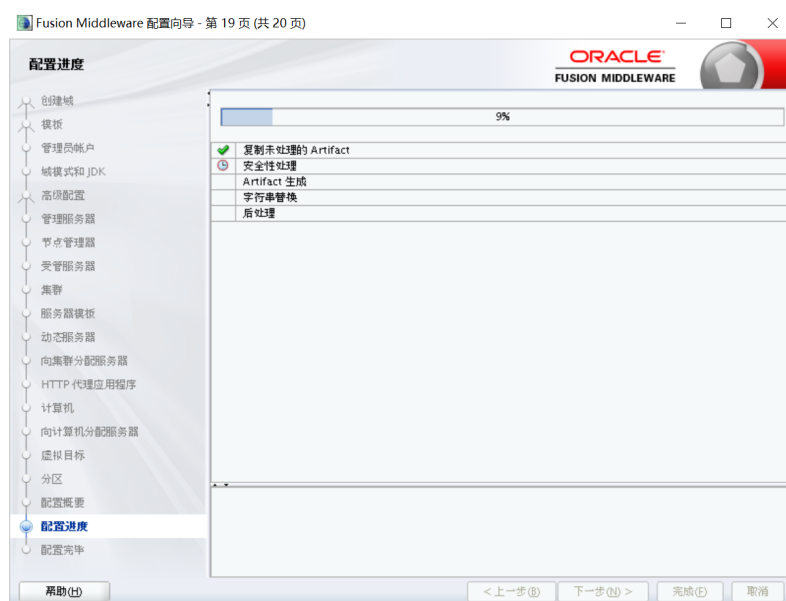 Fusion Middleware 配置向导 - 第 19 页 (共 20 页)
配置进度
ORACLE
FUSION MIDDLEWARE
创建域
模板
管理员帐户
域模式和 JDK
高级配置
管理服务器
节点管理器
受管服务器
集群
服务器模板
动态服务器
向集群分配服务器
HTTP 代理应用程序
计算机
向计算机分配服务器
虚拟目标
分区
配置概要
配置进度
配置完毕
9%
复制未处理的 Artifact
安全性处理
Artifact 生成
字符串替换
后处理
帮助(H)
< 上一步(B)
下一步(N) >
完成(F)
取消